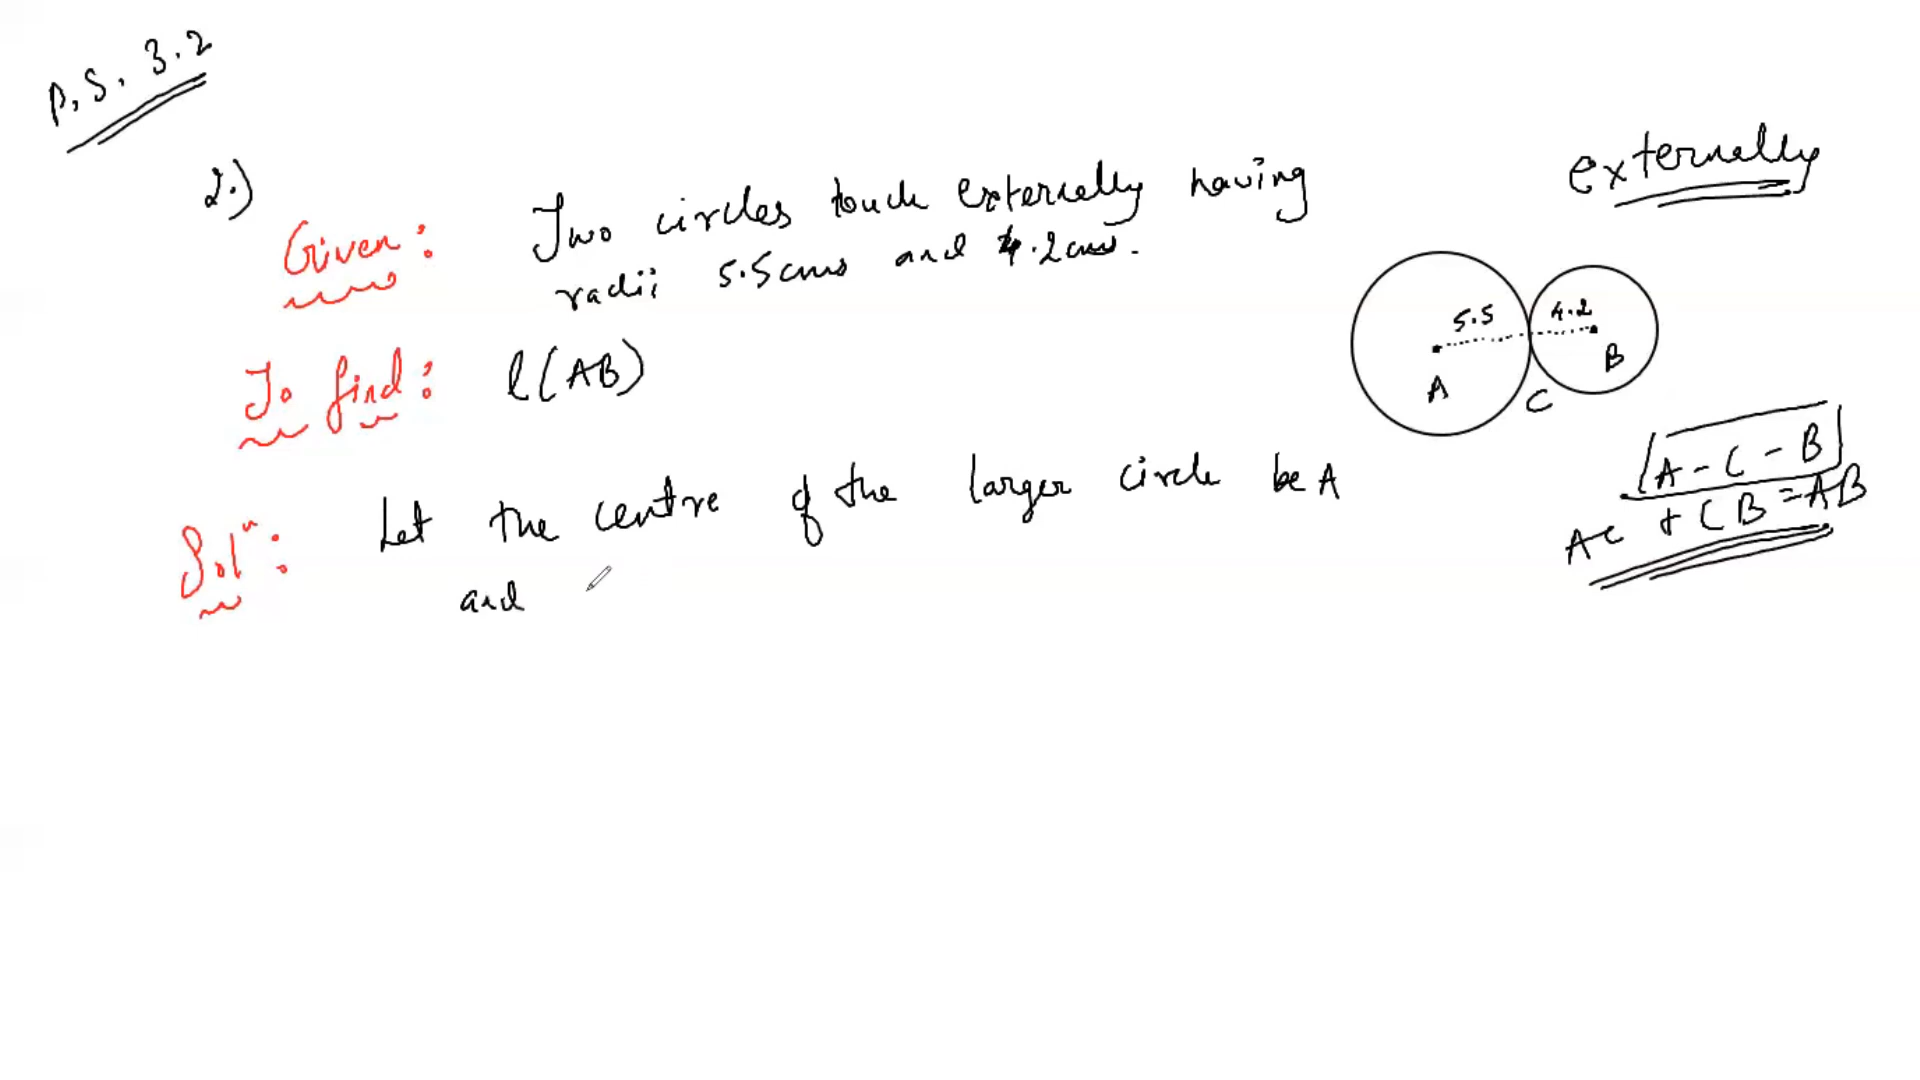 P.S. 3.2
2.)
externally
Given: Two circles touch externally having
radii 5.5cms and 4.2cms.
5.5 4.2
A B
C
To find: l(AB)
A - C - B
AC + CB = AB
Solⁿ: Let the centre of the larger circle be A
and